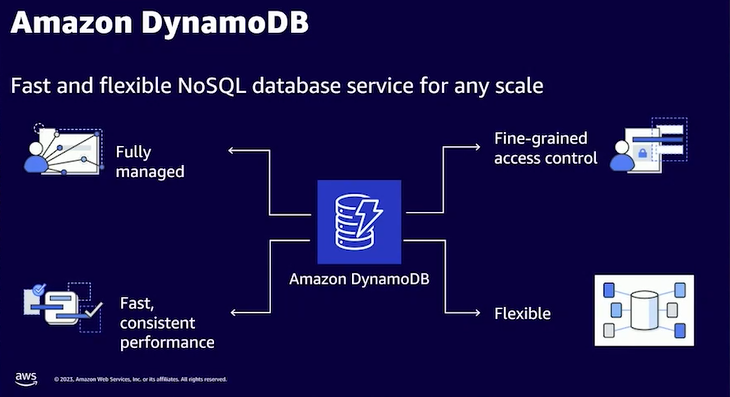 Amazon DynamoDB
Fast and flexible NoSQL database service for any scale
Fully
managed
Fine-grained
access control
Amazon DynamoDB
Fast,
consistent
performance
Flexible
aws
© 2023, Amazon Web Services, Inc. or its affiliates. All rights reserved.